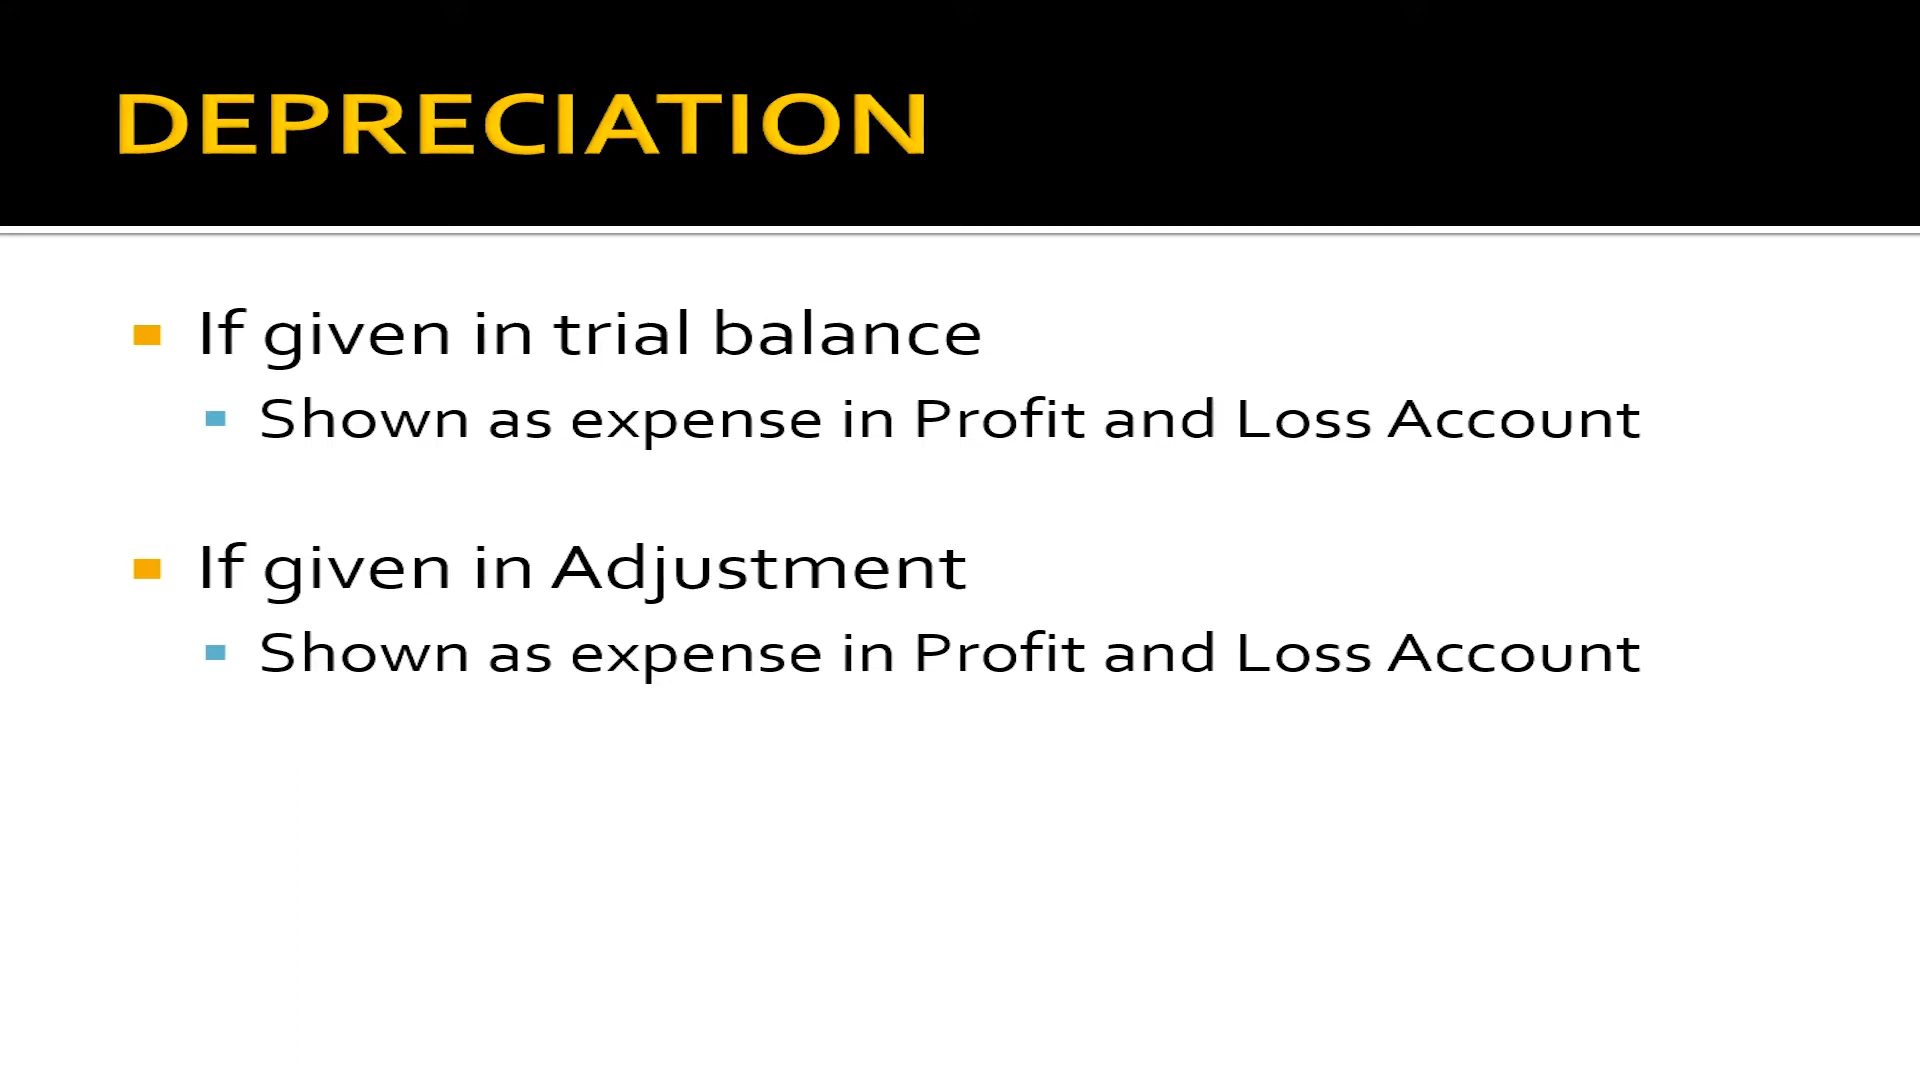 DEPRECIATION
If given in trial balance
Shown as expense in Profit and Loss Account
If given in Adjustment
Shown as expense in Profit and Loss Account